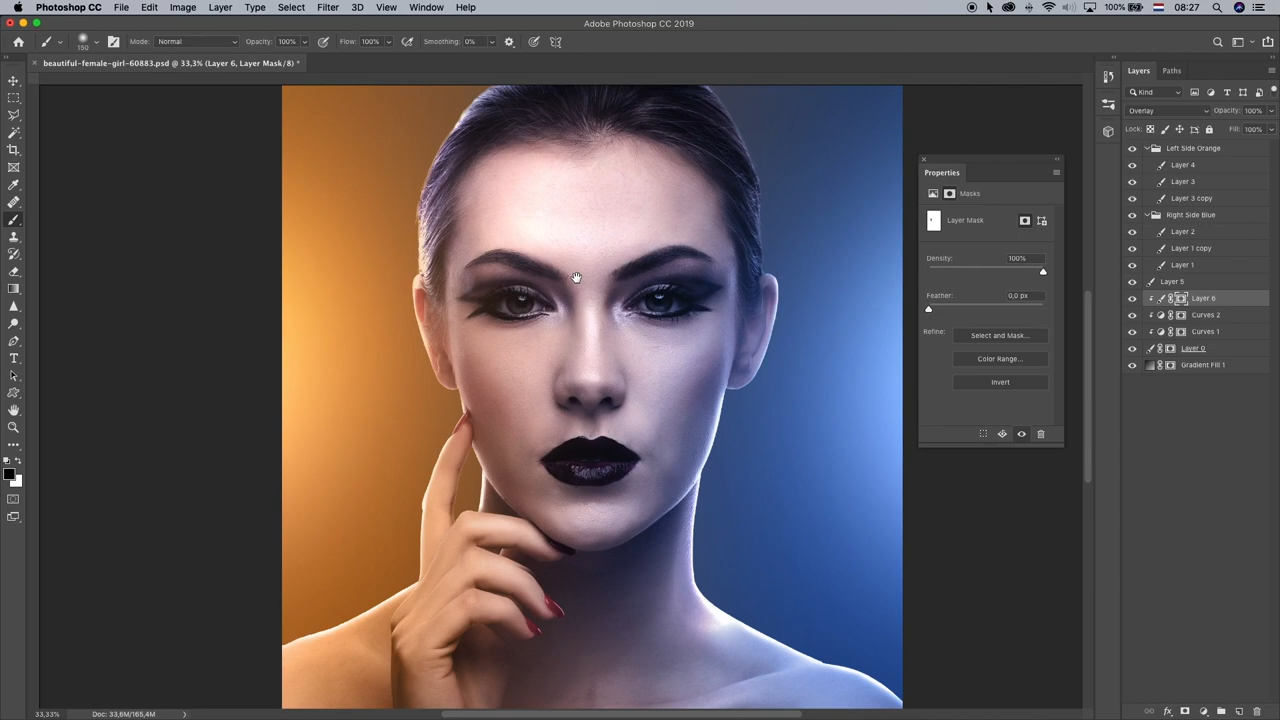 Photoshop CC File Edit Image Layer Type Select Filter 3D View Window Help 100% 08:27
Adobe Photoshop CC 2019
150 Mode: Normal Opacity: 100% Flow: 100% Smoothing: 0%
beautiful-female-girl-60883.psd @ 33,3% (Layer 6, Layer Mask/8) *
Layers Paths
Kind
Overlay Opacity: 100%
Lock: Fill: 100%
Left Side Orange
Layer 4
Layer 3
Layer 3 copy
Right Side Blue
Layer 2
Layer 1 copy
Layer 1
Layer 5
Layer 6
Curves 2
Curves 1
Layer 0
Gradient Fill 1
Properties
Masks
Layer Mask
Density: 100%
Feather: 0,0 px
Refine: Select and Mask...
Color Range...
Invert
33,33% Doc: 33,6M/165,4M